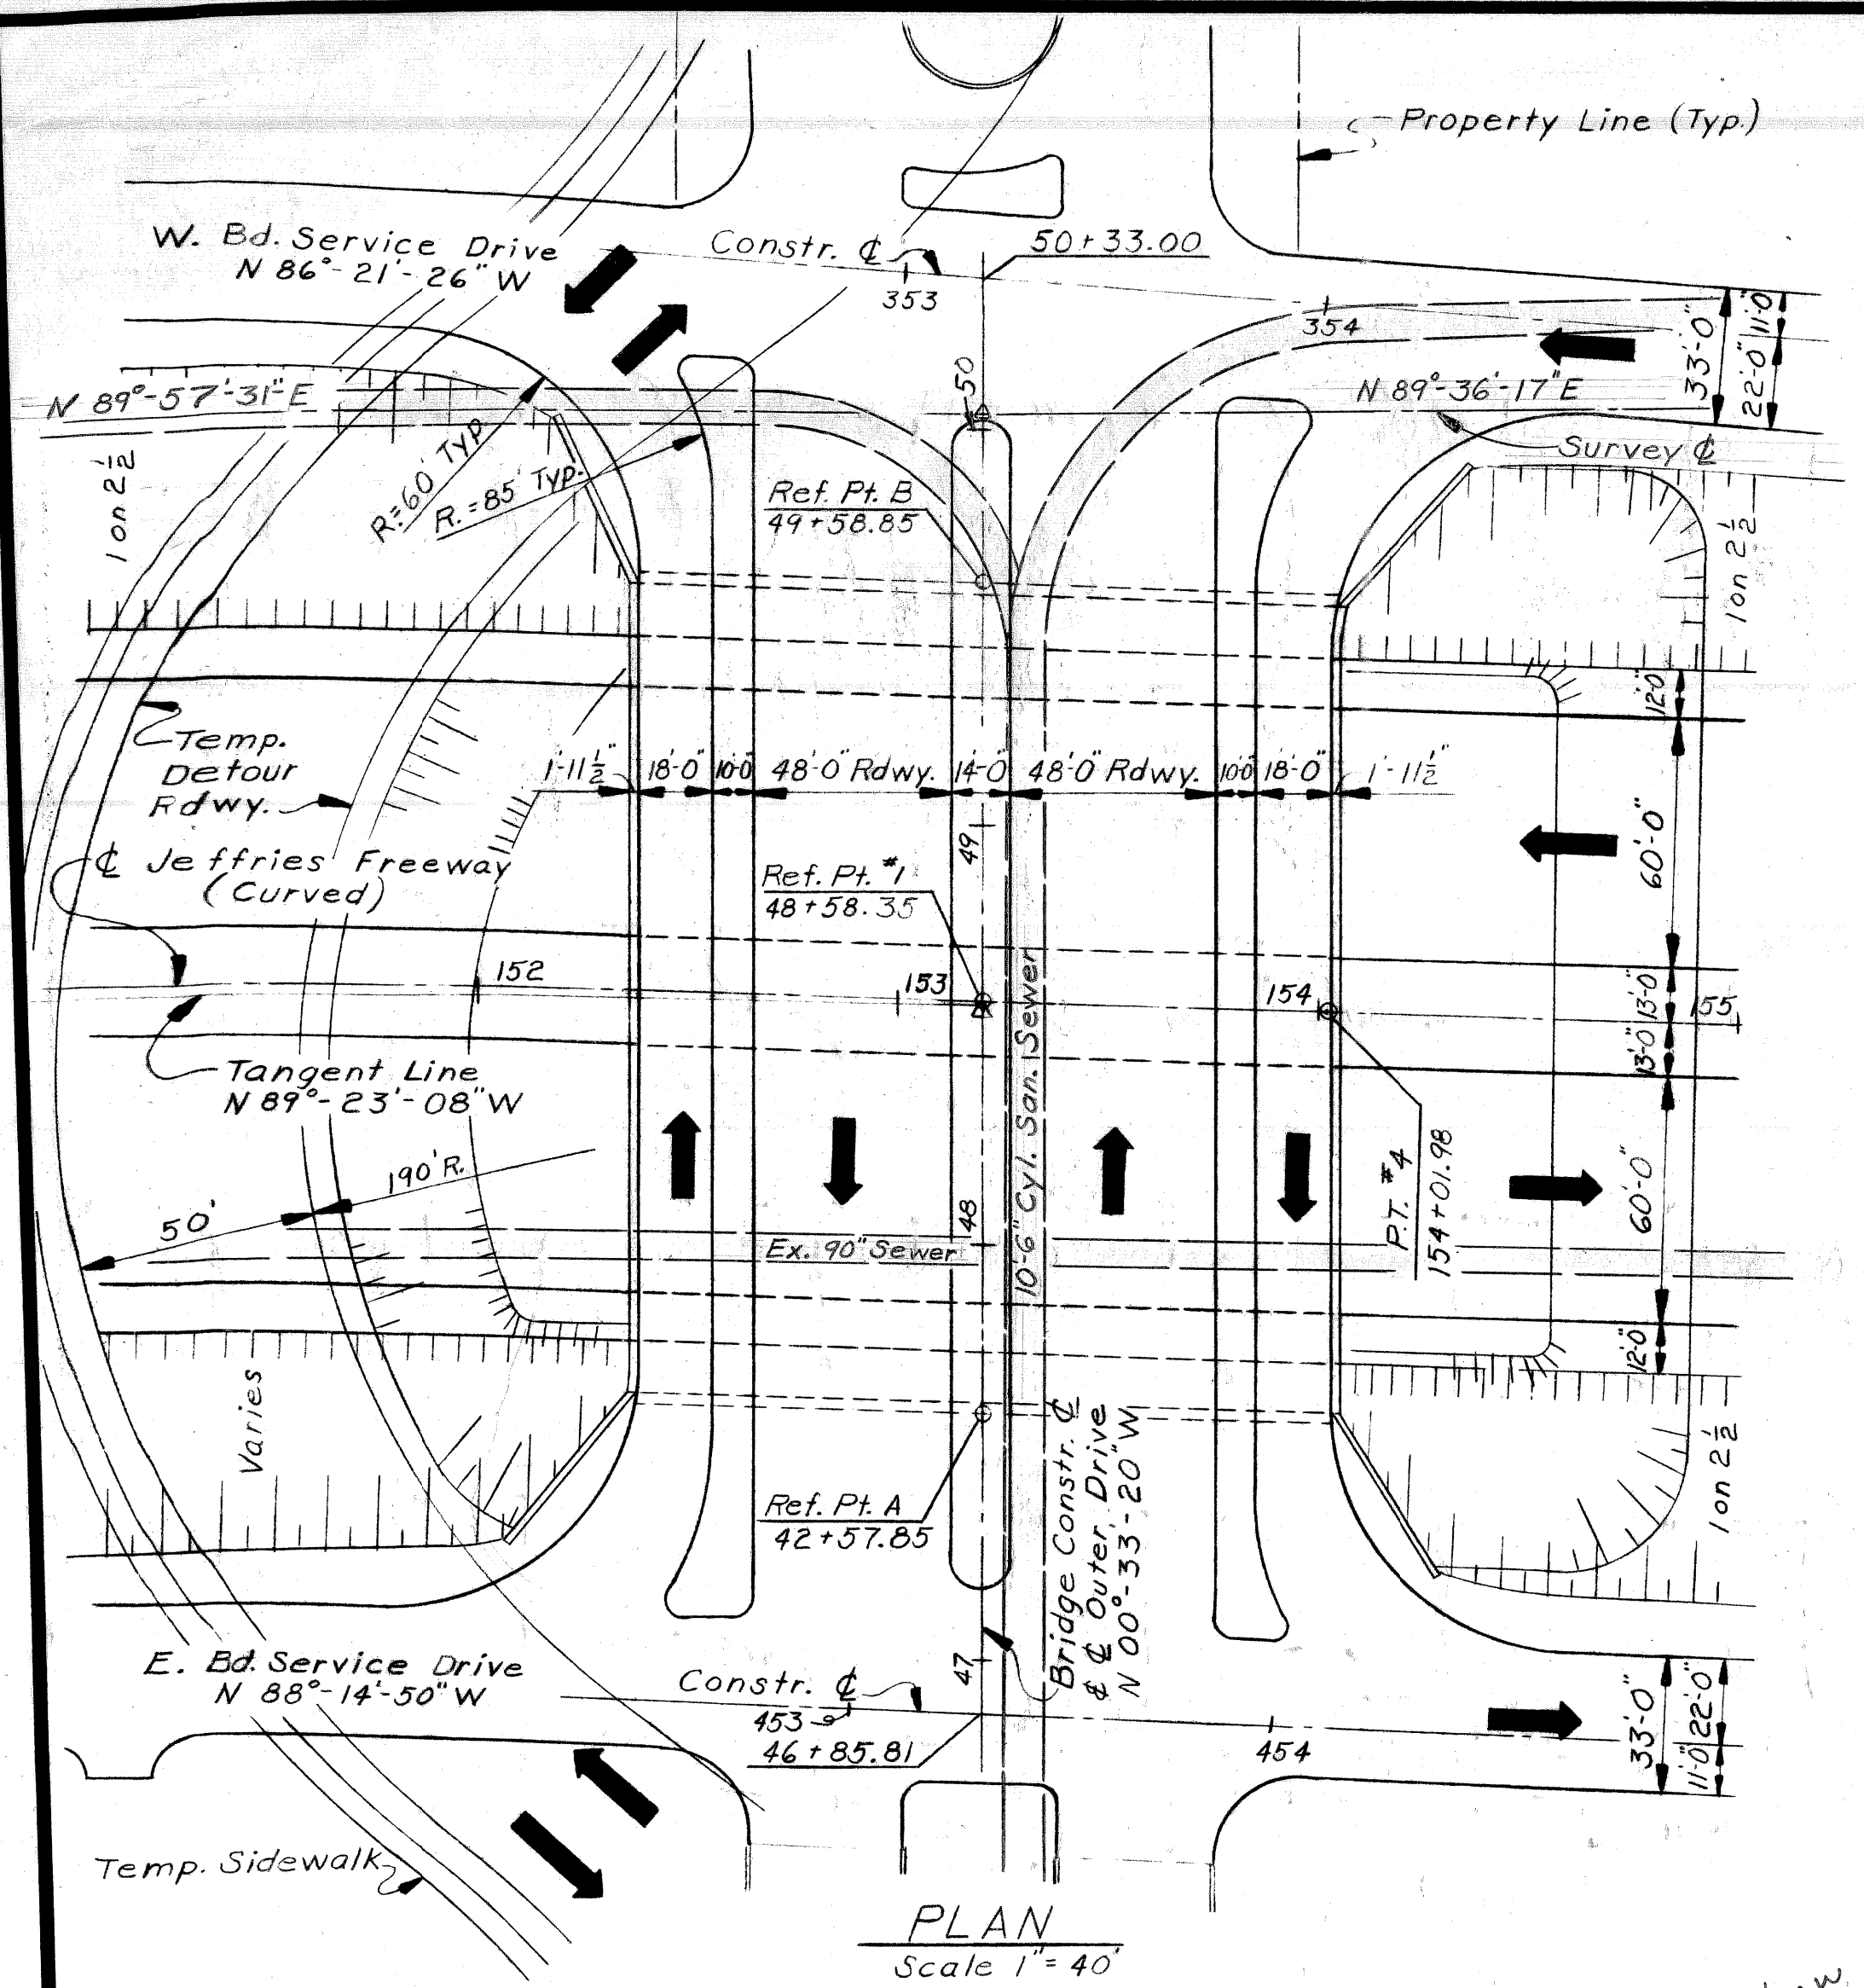 Property Line (Typ.)
W. Bd. Service Drive
N 86°-21'-26" W
Constr. ℄
50+33.00
353
354
33'-0"
11'-0"
22'-0"
N 89°-57'-31" E
50
N 89°-36'-17" E
Survey ℄
1 on 2½
R=60' Typ.
R.=85' Typ.
Ref. Pt. B
49+58.85
1 on 2½
12'-0"
Temp.
Detour
Rdwy.
1'-11½"
18'-0"
10'-0"
48'-0" Rdwy.
14'-0"
48'-0" Rdwy.
10'-0"
18'-0"
1'-11½"
60'-0"
49
℄ Jeffries Freeway
(Curved)
Ref. Pt. #1
48+58.35
152
153
154
155
13'-0"
13'-0"
Tangent Line
N 89°-23'-08" W
10'-6" Cyl. San. Sewer
190' R.
50'
48
Ex. 90" Sewer
P.T. #4
154+01.98
60'-0"
12'-0"
Varies
Ref. Pt. A
42+57.85
Bridge Constr. ℄
& ℄ Outer Drive
N 00°-33'-20" W
1 on 2½
E. Bd. Service Drive
N 88°-14'-50" W
Constr. ℄
47
453
46+85.81
454
33'-0"
22'-0"
11'-0"
Temp. Sidewalk
PLAN
Scale 1"=40'